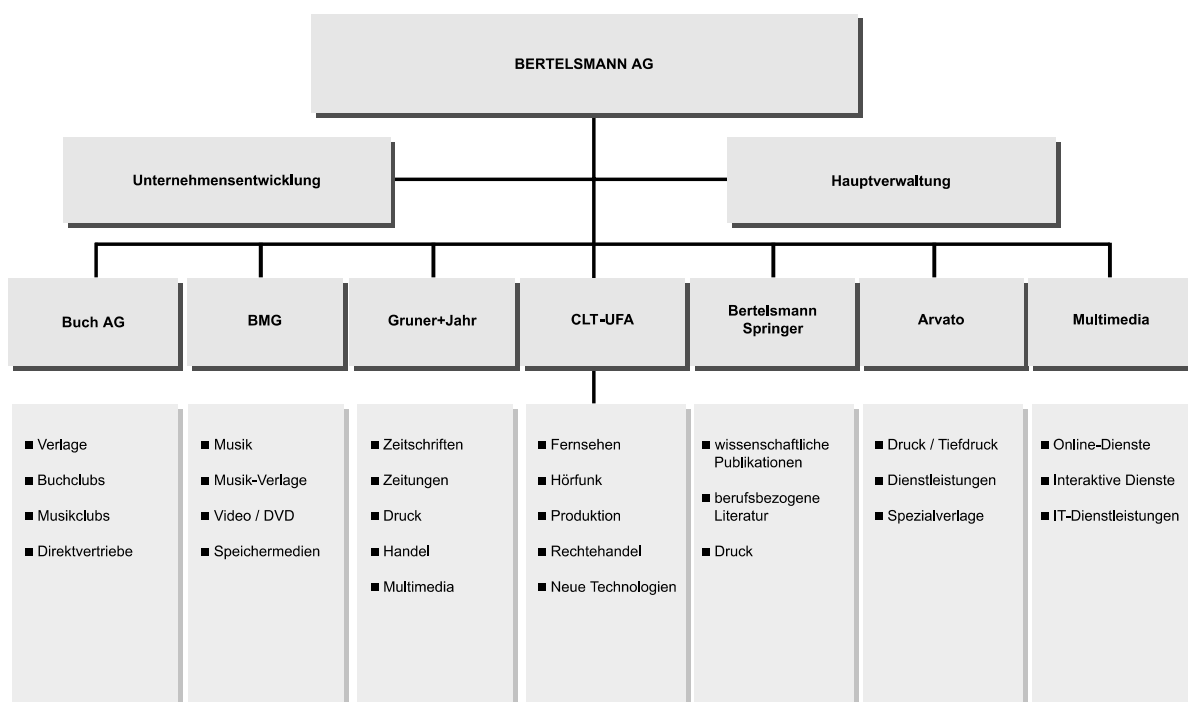 BERTELSMANN AG
Unternehmensentwicklung
Hauptverwaltung
Buch AG
BMG
Gruner+Jahr
CLT-UFA
Bertelsmann
Springer
Arvato
Multimedia
Verlage
Buchclubs
Musikclubs
Direktvertriebe
Musik
Musik-Verlage
Video / DVD
Speichermedien
Zeitschriften
Zeitungen
Druck
Handel
Multimedia
Fernsehen
Hörfunk
Produktion
Rechtehandel
Neue Technologien
wissenschaftliche
Publikationen
berufsbezogene
Literatur
Druck
Druck / Tiefdruck
Dienstleistungen
Spezialverlage
Online-Dienste
Interaktive Dienste
IT-Dienstleistungen